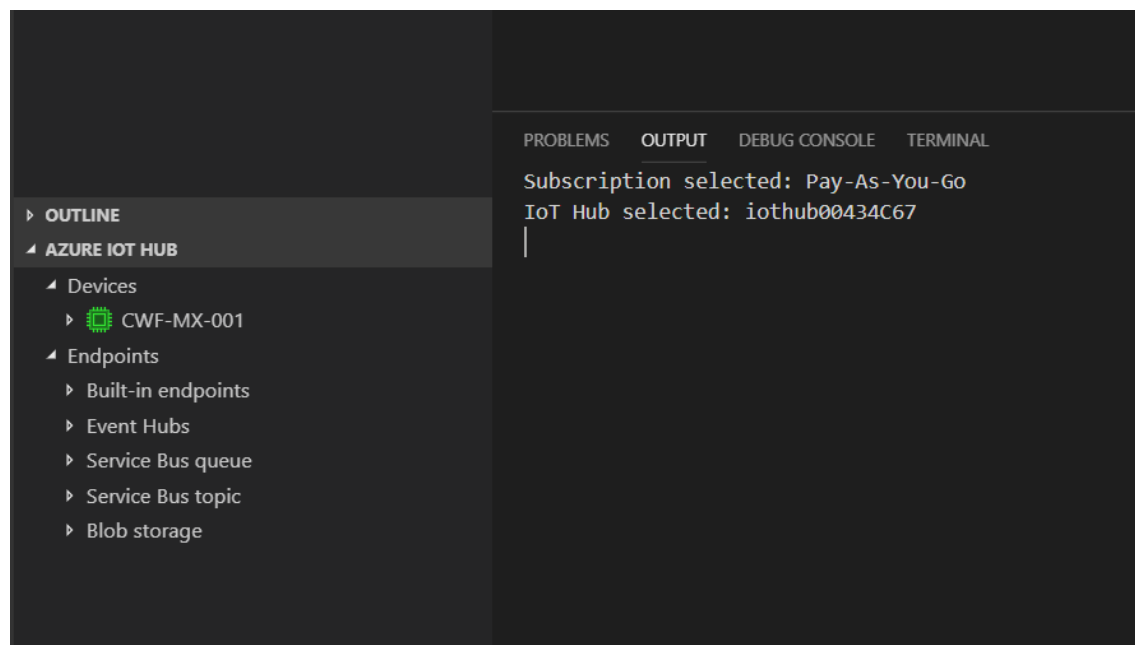 OUTLINE
AZURE IOT HUB
Devices
CWF-MX-001
Endpoints
Built-in endpoints
Event Hubs
Service Bus queue
Service Bus topic
Blob storage
PROBLEMS OUTPUT DEBUG CONSOLE TERMINAL
Subscription selected: Pay-As-You-Go
IoT Hub selected: iothub00434C67